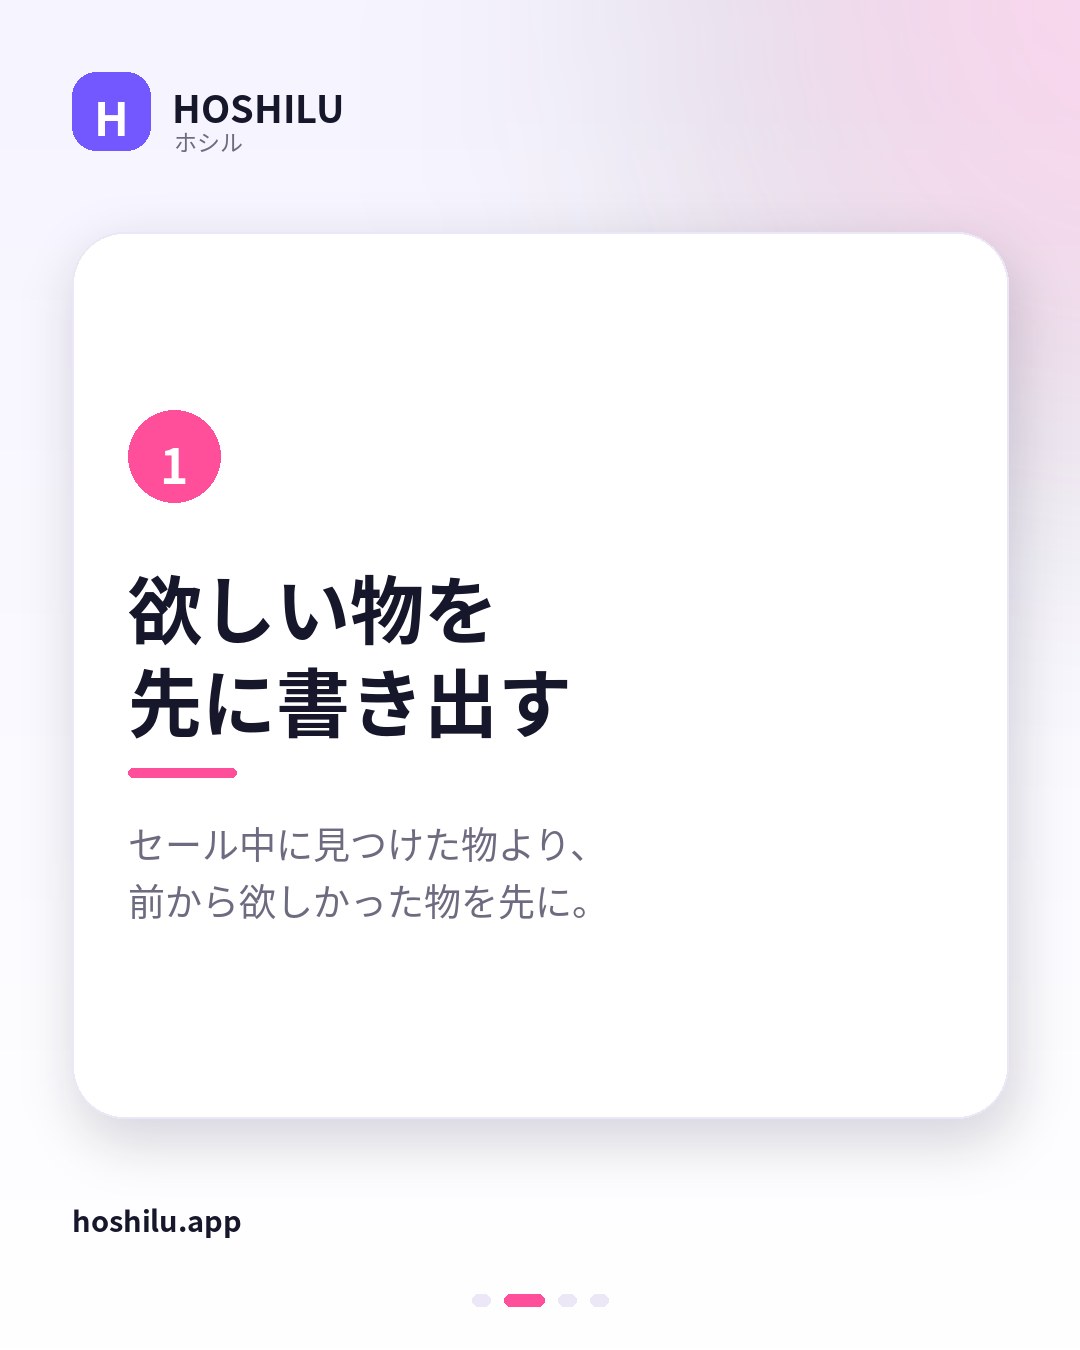 H
HOSHILU
ホシル
1
欲しい物を
先に書き出す
セール中に見つけた物より、
前から欲しかった物を先に。
hoshilu.app